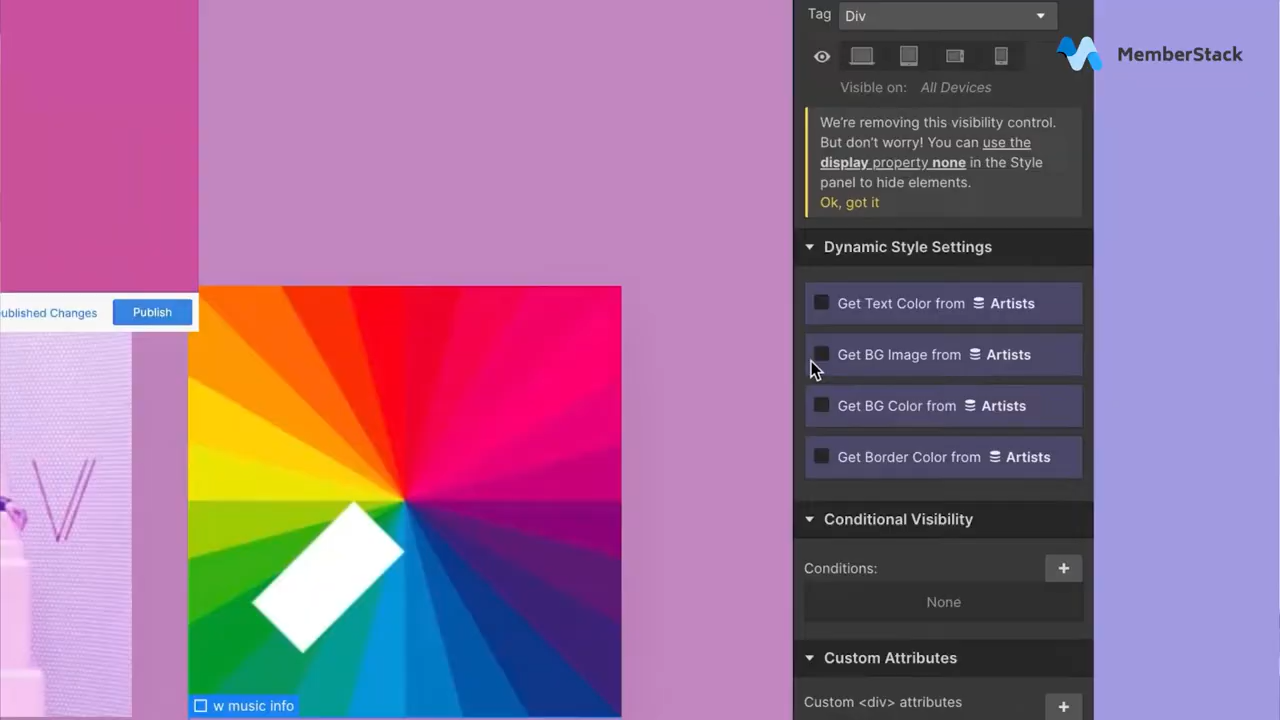 Tag
Div
MemberStack
Visible on: All Devices
We're removing this visibility control.
But don't worry! You can use the
display property none in the Style
panel to hide elements.
Ok, got it
Dynamic Style Settings
Get Text Color from Artists
ublished Changes
Publish
Get BG Image from Artists
Get BG Color from Artists
Get Border Color from Artists
Conditional Visibility
Conditions:
None
Custom Attributes
Custom <div> attributes
w music info